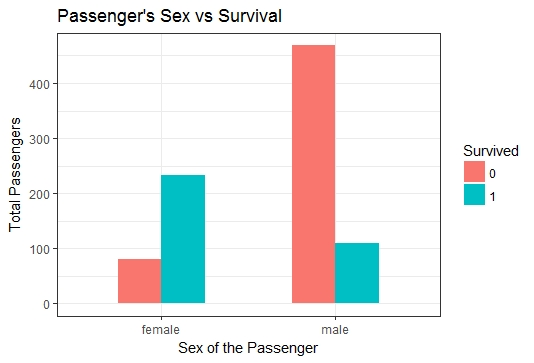 Passenger's Sex vs Survival
Total Passengers
400
300
200
100
0
female
male
Sex of the Passenger
Survived
0
1